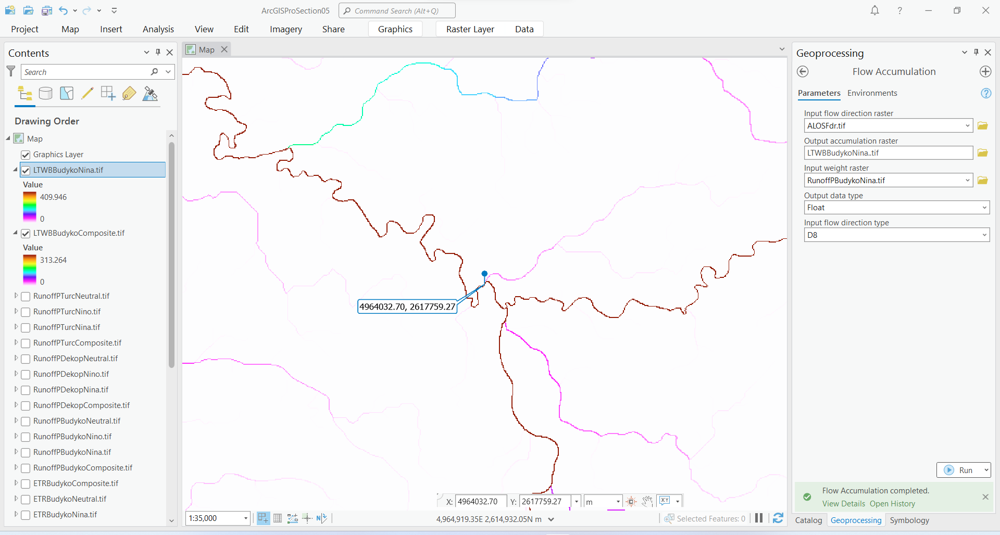 ArcGISProSection05
Command Search (Alt+Q)
?
Project Map Insert Analysis View Edit Imagery Share Graphics Raster Layer Data
Contents
Search
Drawing Order
Map
Graphics Layer
LTWBBudykoNina.tif
Value
409.946
0
LTWBBudykoComposite.tif
Value
313.264
0
RunoffPTurcNeutral.tif
RunoffPTurcNino.tif
RunoffPTurcNina.tif
RunoffPTurcComposite.tif
RunoffPDekopNeutral.tif
RunoffPDekopNino.tif
RunoffPDekopNina.tif
RunoffPDekopComposite.tif
RunoffPBudykoNeutral.tif
RunoffPBudykoNino.tif
RunoffPBudykoNina.tif
RunoffPBudykoComposite.tif
ETRBudykoComposite.tif
ETRBudykoNeutral.tif
ETRBudykoNina.tif
Map
4964032.70, 2617759.27
X: 4964032.70 Y: 2617759.27 m XY
1:35,000 N 4,964,919.35E 2,614,932.05N m Selected Features: 0
Geoprocessing
Flow Accumulation
Parameters Environments ?
Input flow direction raster
ALOSFdr.tif
Output accumulation raster
LTWBBudykoNina..tif
Input weight raster
RunoffPBudykoNina.tif
Output data type
Float
Input flow direction type
D8
Run
Flow Accumulation completed.
View Details Open History
Catalog Geoprocessing Symbology